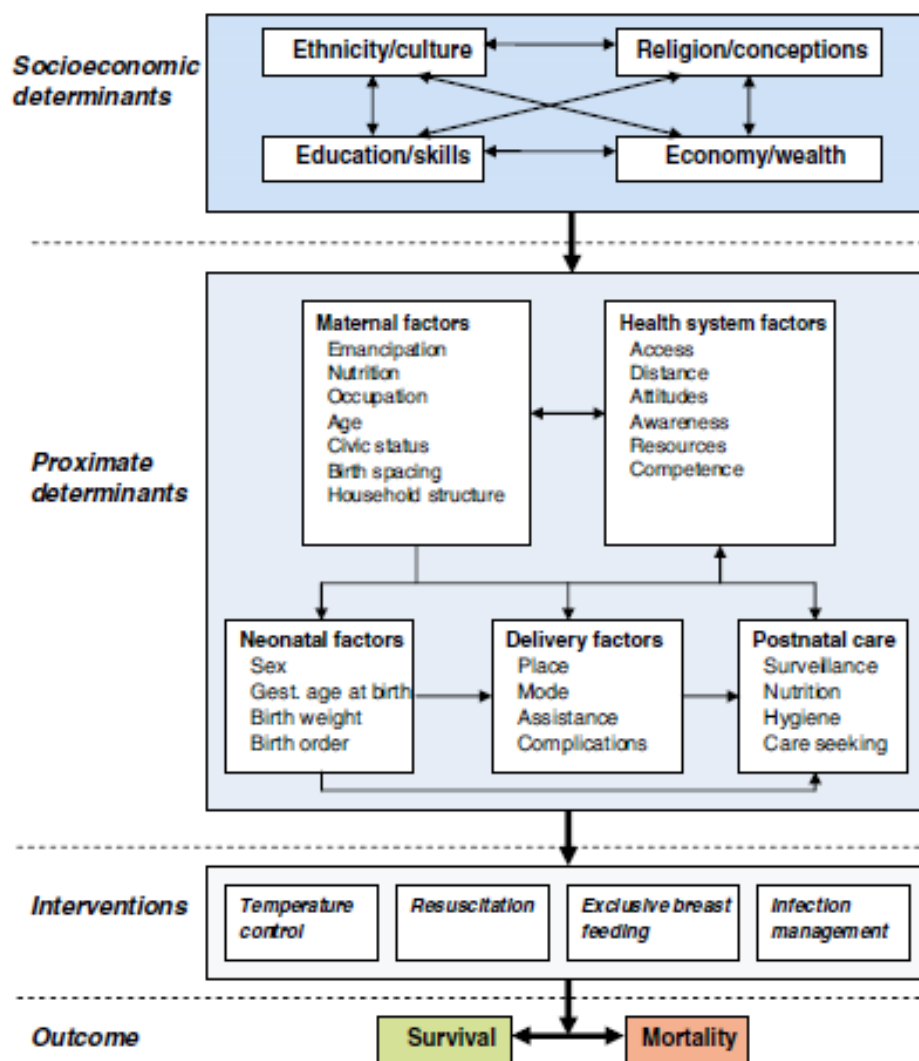 Socioeconomic
determinants
Ethnicity/culture
Religion/conceptions
Education/skills
Economy/wealth
Proximate
determinants
Maternal factors
Emancipation
Nutrition
Occupation
Age
Civic status
Birth spacing
Household structure
Health system factors
Access
Distance
Attitudes
Awareness
Resources
Competence
Neonatal factors
Sex
Gest. age at birth
Birth weight
Birth order
Delivery factors
Place
Mode
Assistance
Complications
Postnatal care
Surveillance
Nutrition
Hygiene
Care seeking
Interventions
Temperature
control
Resuscitation
Exclusive breast
feeding
Infection
management
Outcome
Survival
Mortality